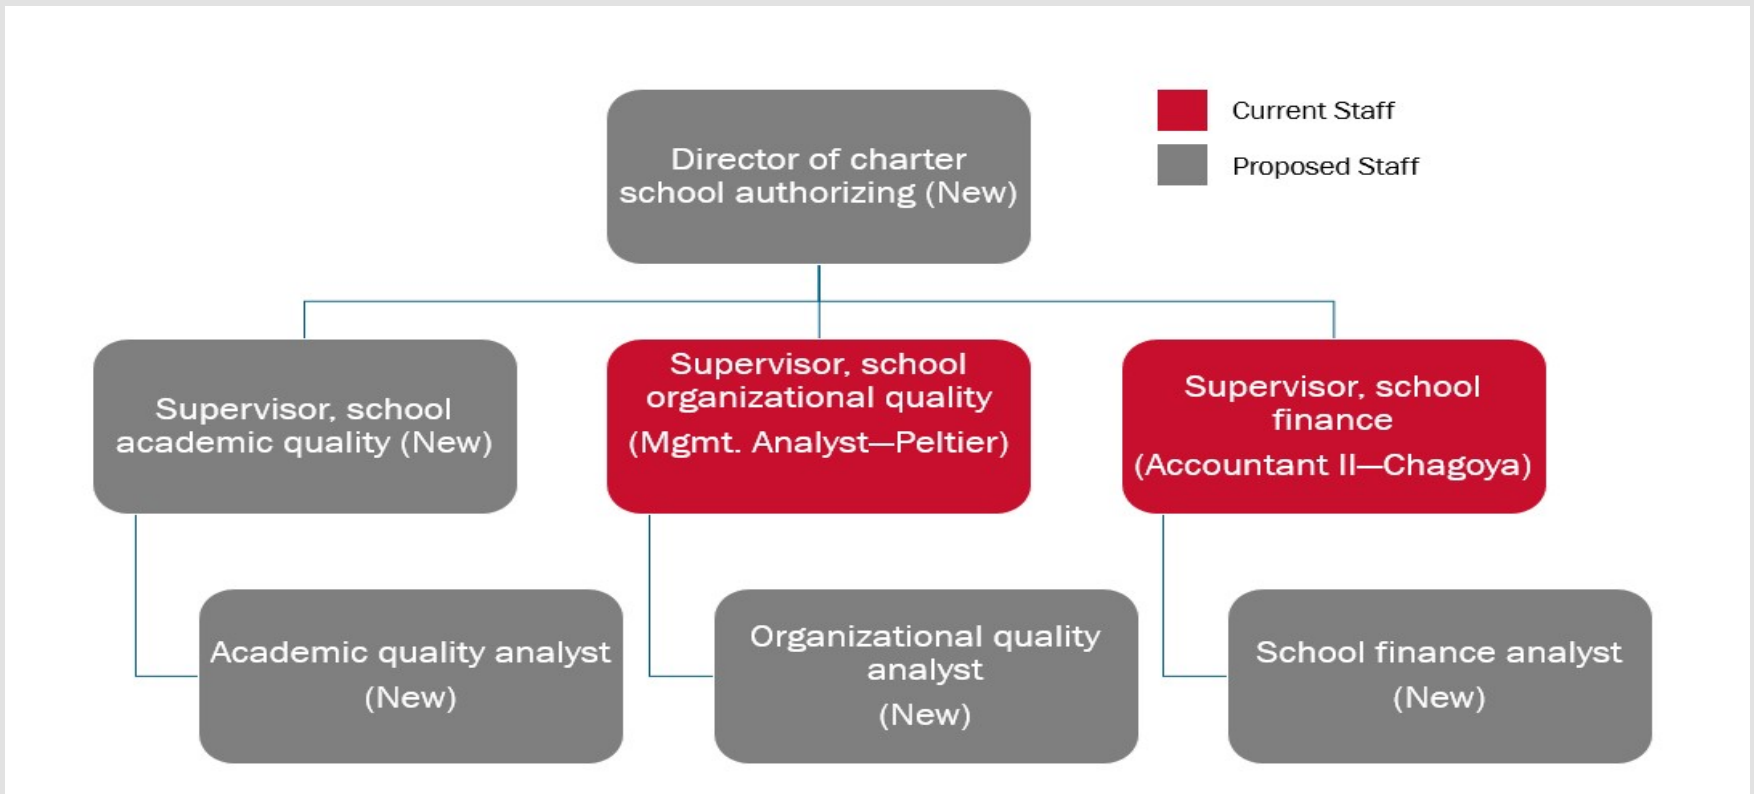 Director of charter
school authorizing (New)
Current Staff
Proposed Staff
Supervisor, school
academic quality (New)
Supervisor, school
organizational quality
(Mgmt. Analyst—Peltier)
Supervisor, school
finance
(Accountant II—Chagoya)
Academic quality analyst
(New)
Organizational quality
analyst
(New)
School finance analyst
(New)